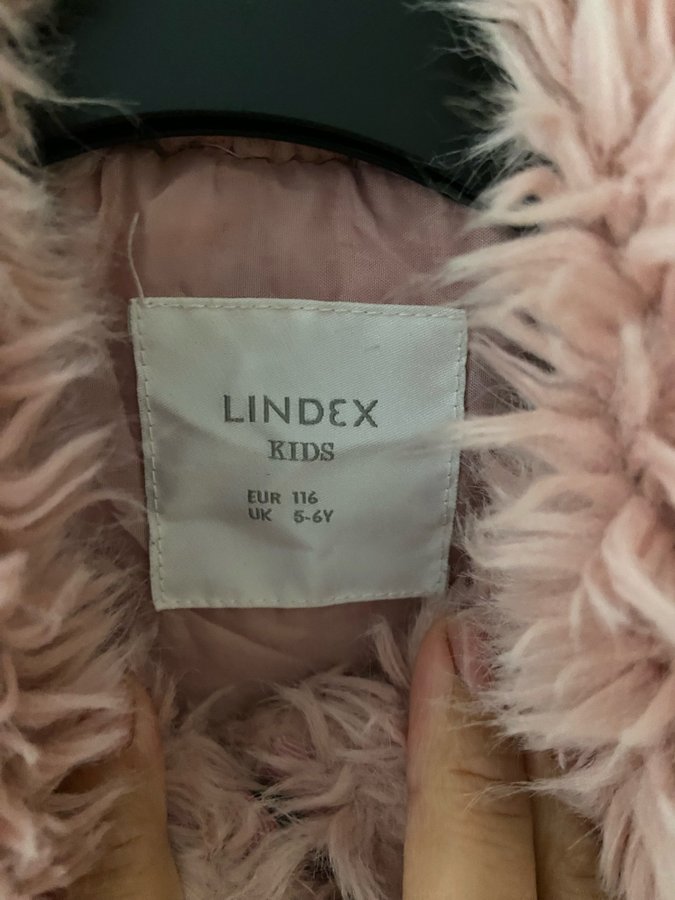 LINDEX
KIDS
EUR 116
UK 5-6Y